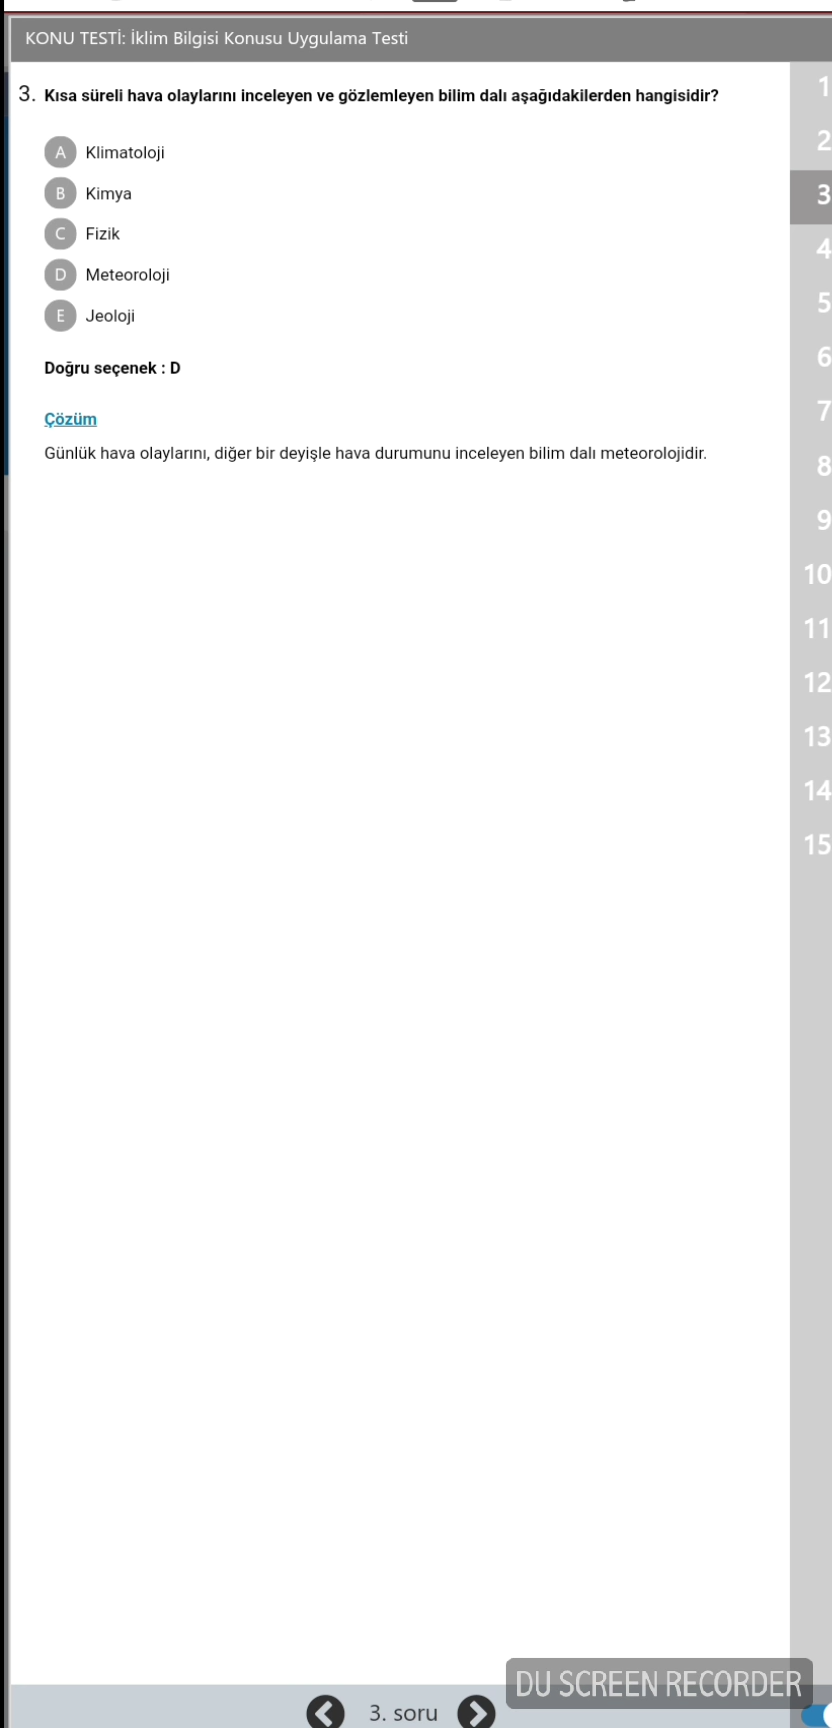 KONU TESTİ: İklim Bilgisi Konusu Uygulama Testi
3. Kısa süreli hava olaylarını inceleyen ve gözlemleyen bilim dalı aşağıdakilerden hangisidir?
A Klimatoloji
B Kimya
C Fizik
D Meteoroloji
E Jeoloji
Doğru seçenek : D
Çözüm
Günlük hava olaylarını, diğer bir deyişle hava durumunu inceleyen bilim dalı meteorolojidir.
1
2
3
4
5
6
7
8
9
10
11
12
13
14
15
DU SCREEN RECORDER
3. soru